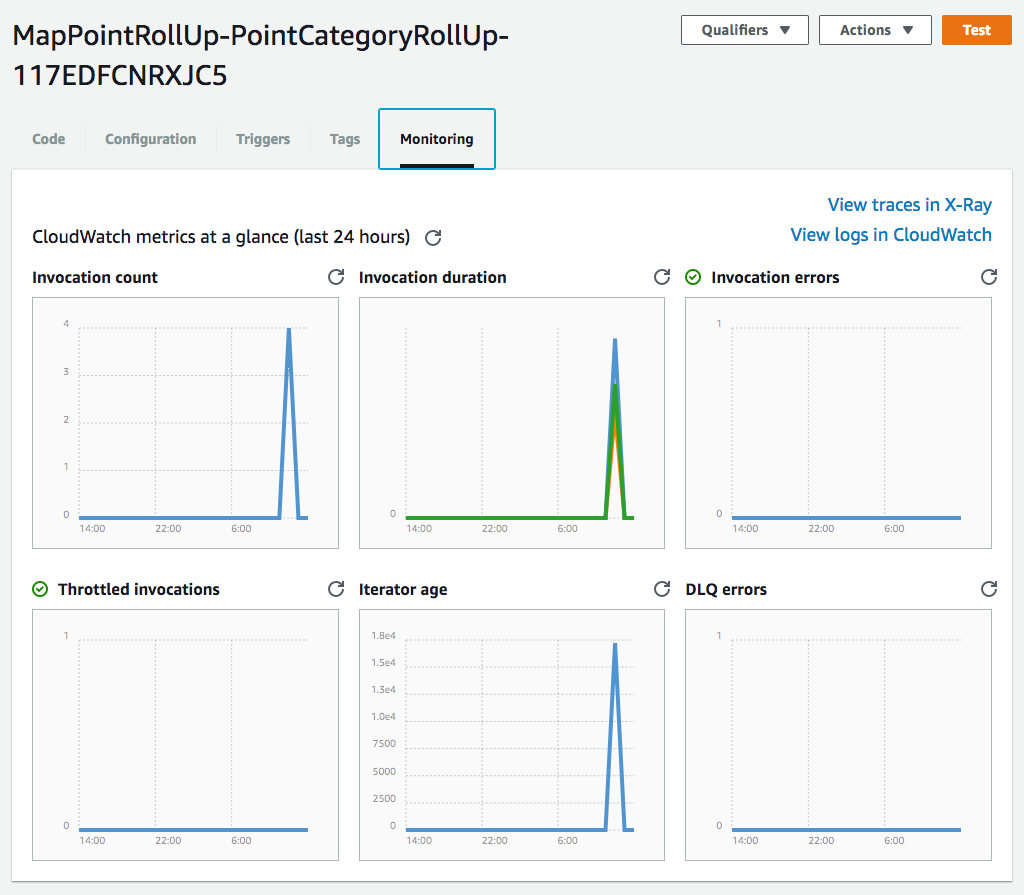 MapPointRollUp-PointCategoryRollUp-
117EDFCNRXJC5
Qualifiers
Actions
Test
Code
Configuration
Triggers
Tags
Monitoring
View traces in X-Ray
CloudWatch metrics at a glance (last 24 hours)
View logs in CloudWatch
Invocation count
Invocation duration
Invocation errors
4
3
2
1
0
14:00 22:00 6:00
0
14:00 22:00 6:00
1
0
14:00 22:00 6:00
Throttled invocations
Iterator age
DLQ errors
1
0
14:00 22:00 6:00
1.8e4
1.5e4
1.3e4
1.0e4
7500
5000
2500
0
14:00 22:00 6:00
1
0
14:00 22:00 6:00